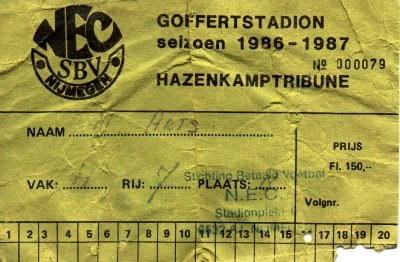 NEC
SBV
NIJMEGEN
GOFFERTSTADION
seizoen 1986-1987
Nº 000079
HAZENKAMPTRIBUNE
NAAM Arts
PRIJS
Fl. 150,--
VAK: RIJ: 7 PLAATS:
Volgnr.
Stichting Betaald Voetbal
N.E.C.
Stadionplein
1 2 3 4 5 6 7 8 9 10 11 12 13 14 15 17 18 19 20